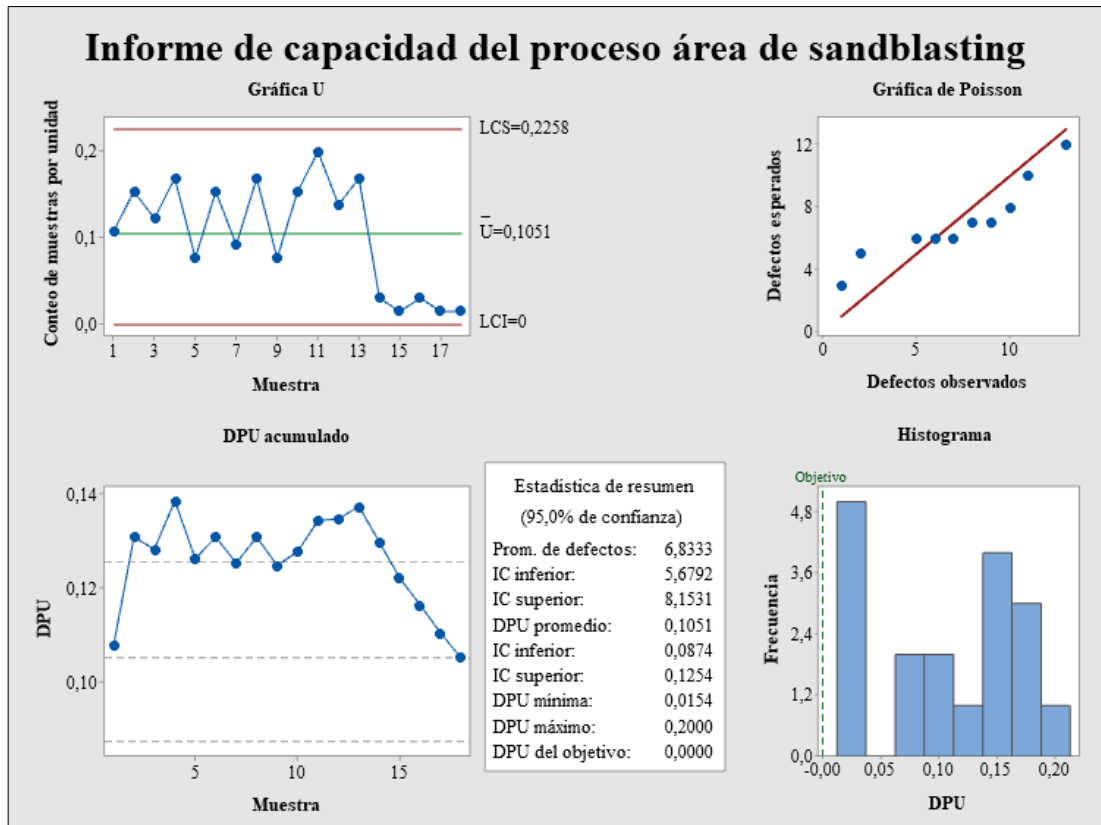 Informe de capacidad del proceso área de sandblasting
Gráfica U
Conteo de muestras por unidad
0,2
0,1
0,0
LCS=0,2258
U̅=0,1051
LCI=0
1 3 5 7 9 11 13 15 17
Muestra
Gráfica de Poisson
Defectos esperados
12
8
4
0
0 5 10
Defectos observados
DPU acumulado
DPU
0,14
0,12
0,10
5 10 15
Muestra
Estadística de resumen
(95,0% de confianza)
Prom. de defectos: 6,8333
IC inferior: 5,6792
IC superior: 8,1531
DPU promedio: 0,1051
IC inferior: 0,0874
IC superior: 0,1254
DPU mínima: 0,0154
DPU máximo: 0,2000
DPU del objetivo: 0,0000
Histograma
Objetivo
Frecuencia
4,8
3,6
2,4
1,2
0,0
-0,00 0,05 0,10 0,15 0,20
DPU